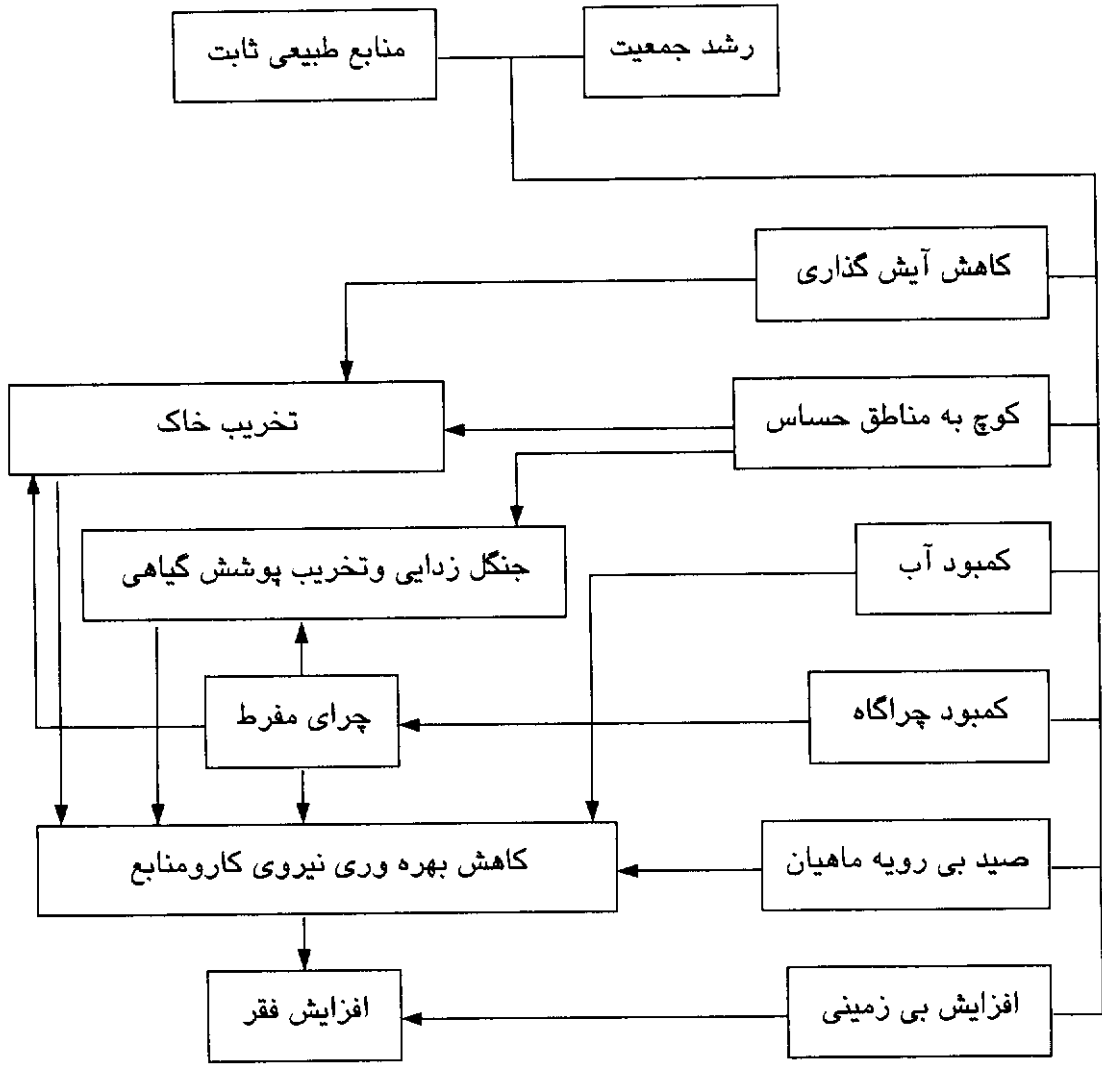 رشد جمعیت
منابع طبیعی ثابت
کاهش آیش گذاری
کوچ به مناطق حساس
تخریب خاک
کمبود آب
جنگل زدایی وتخریب پوشش گیاهی
کمبود چراگاه
چرای مفرط
صید بی رویه ماهیان
کاهش بهره وری نیروی کارومنابع
افزایش بی زمینی
افزایش فقر